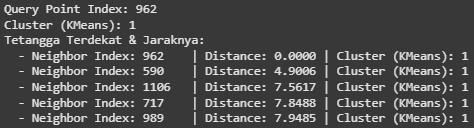 Query Point Index: 962
Cluster (KMeans): 1
Tetangga Terdekat & Jaraknya:
- Neighbor Index: 962 | Distance: 0.0000 | Cluster (KMeans): 1
- Neighbor Index: 590 | Distance: 4.9006 | Cluster (KMeans): 1
- Neighbor Index: 1106 | Distance: 7.5617 | Cluster (KMeans): 1
- Neighbor Index: 717 | Distance: 7.8488 | Cluster (KMeans): 1
- Neighbor Index: 989 | Distance: 7.9485 | Cluster (KMeans): 1